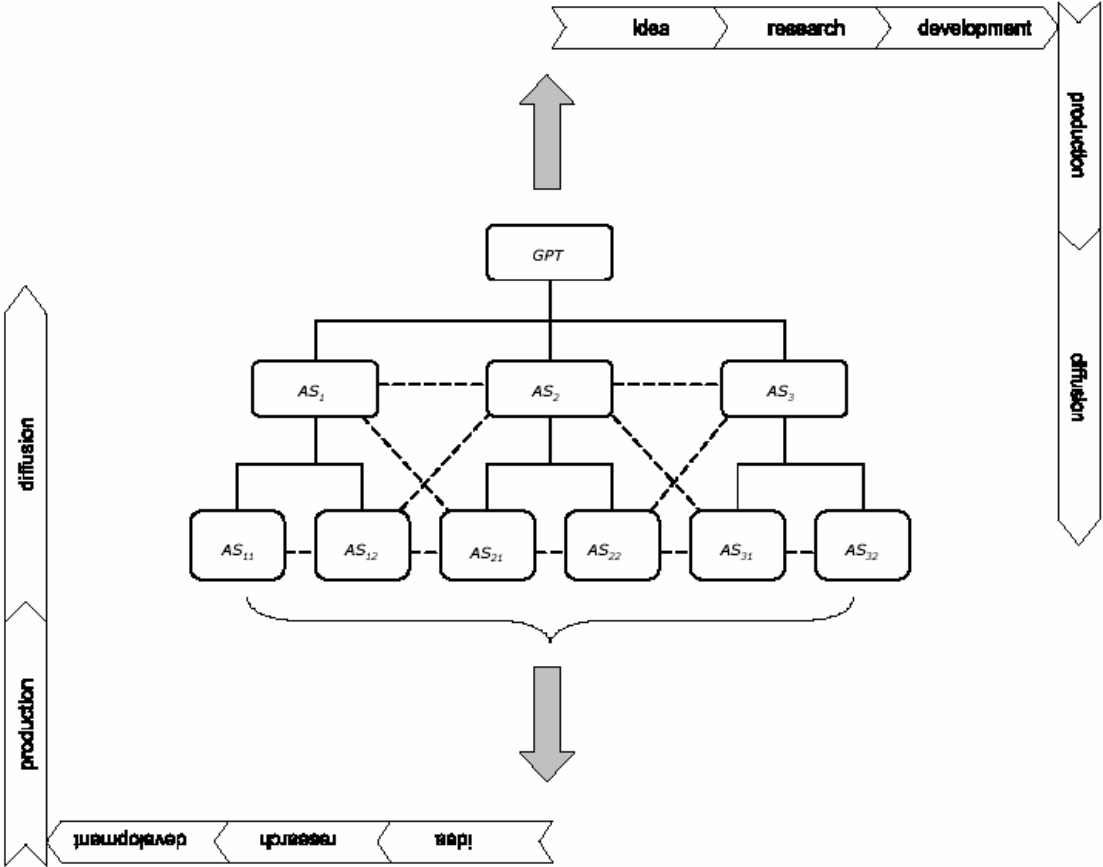 idea research development
production
diffusion
GPT
AS1 AS2 AS3
AS11 AS12 AS21 AS22 AS31 AS32
diffusion
production
development research idea